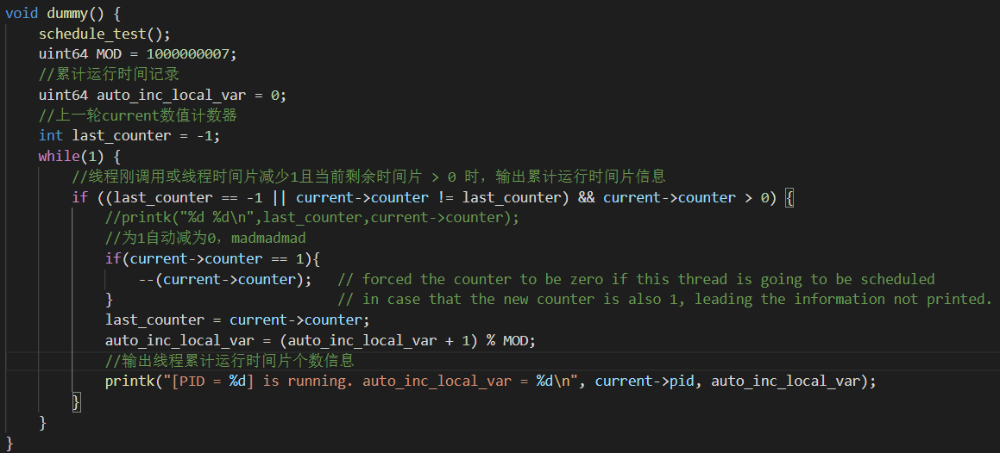 void dummy() {
    schedule_test();
    uint64 MOD = 1000000007;
    //累计运行时间记录
    uint64 auto_inc_local_var = 0;
    //上一轮current数值计数器
    int last_counter = -1;
    while(1) {
        //线程刚调用或线程时间片减少1且当前剩余时间片 > 0 时，输出累计运行时间片信息
        if ((last_counter == -1 || current->counter != last_counter) && current->counter > 0) {
            //printk("%d %d\n",last_counter,current->counter);
            //为1自动减为0，madmadmad
            if(current->counter == 1){
                --(current->counter);   // forced the counter to be zero if this thread is going to be scheduled
            }                           // in case that the new counter is also 1, leading the information not printed.
            last_counter = current->counter;
            auto_inc_local_var = (auto_inc_local_var + 1) % MOD;
            //输出线程累计运行时间片个数信息
            printk("[PID = %d] is running. auto_inc_local_var = %d\n", current->pid, auto_inc_local_var);
        }
    }
}